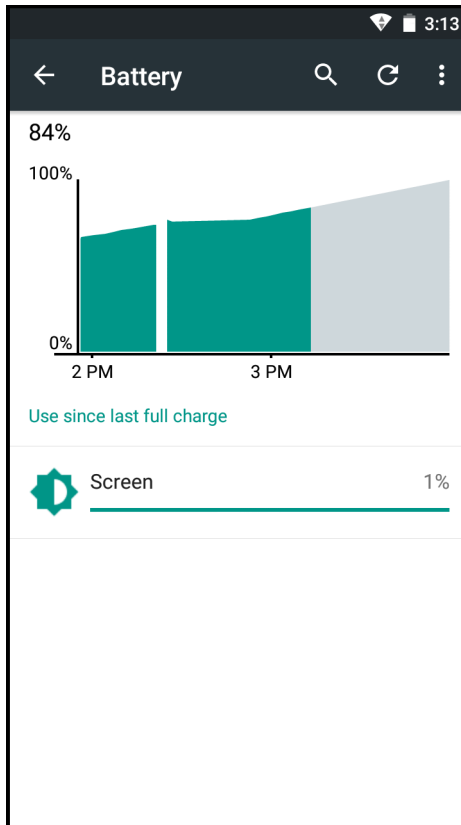 3:13
Battery
84%
100%
0%
2 PM 3 PM
Use since last full charge
Screen 1%